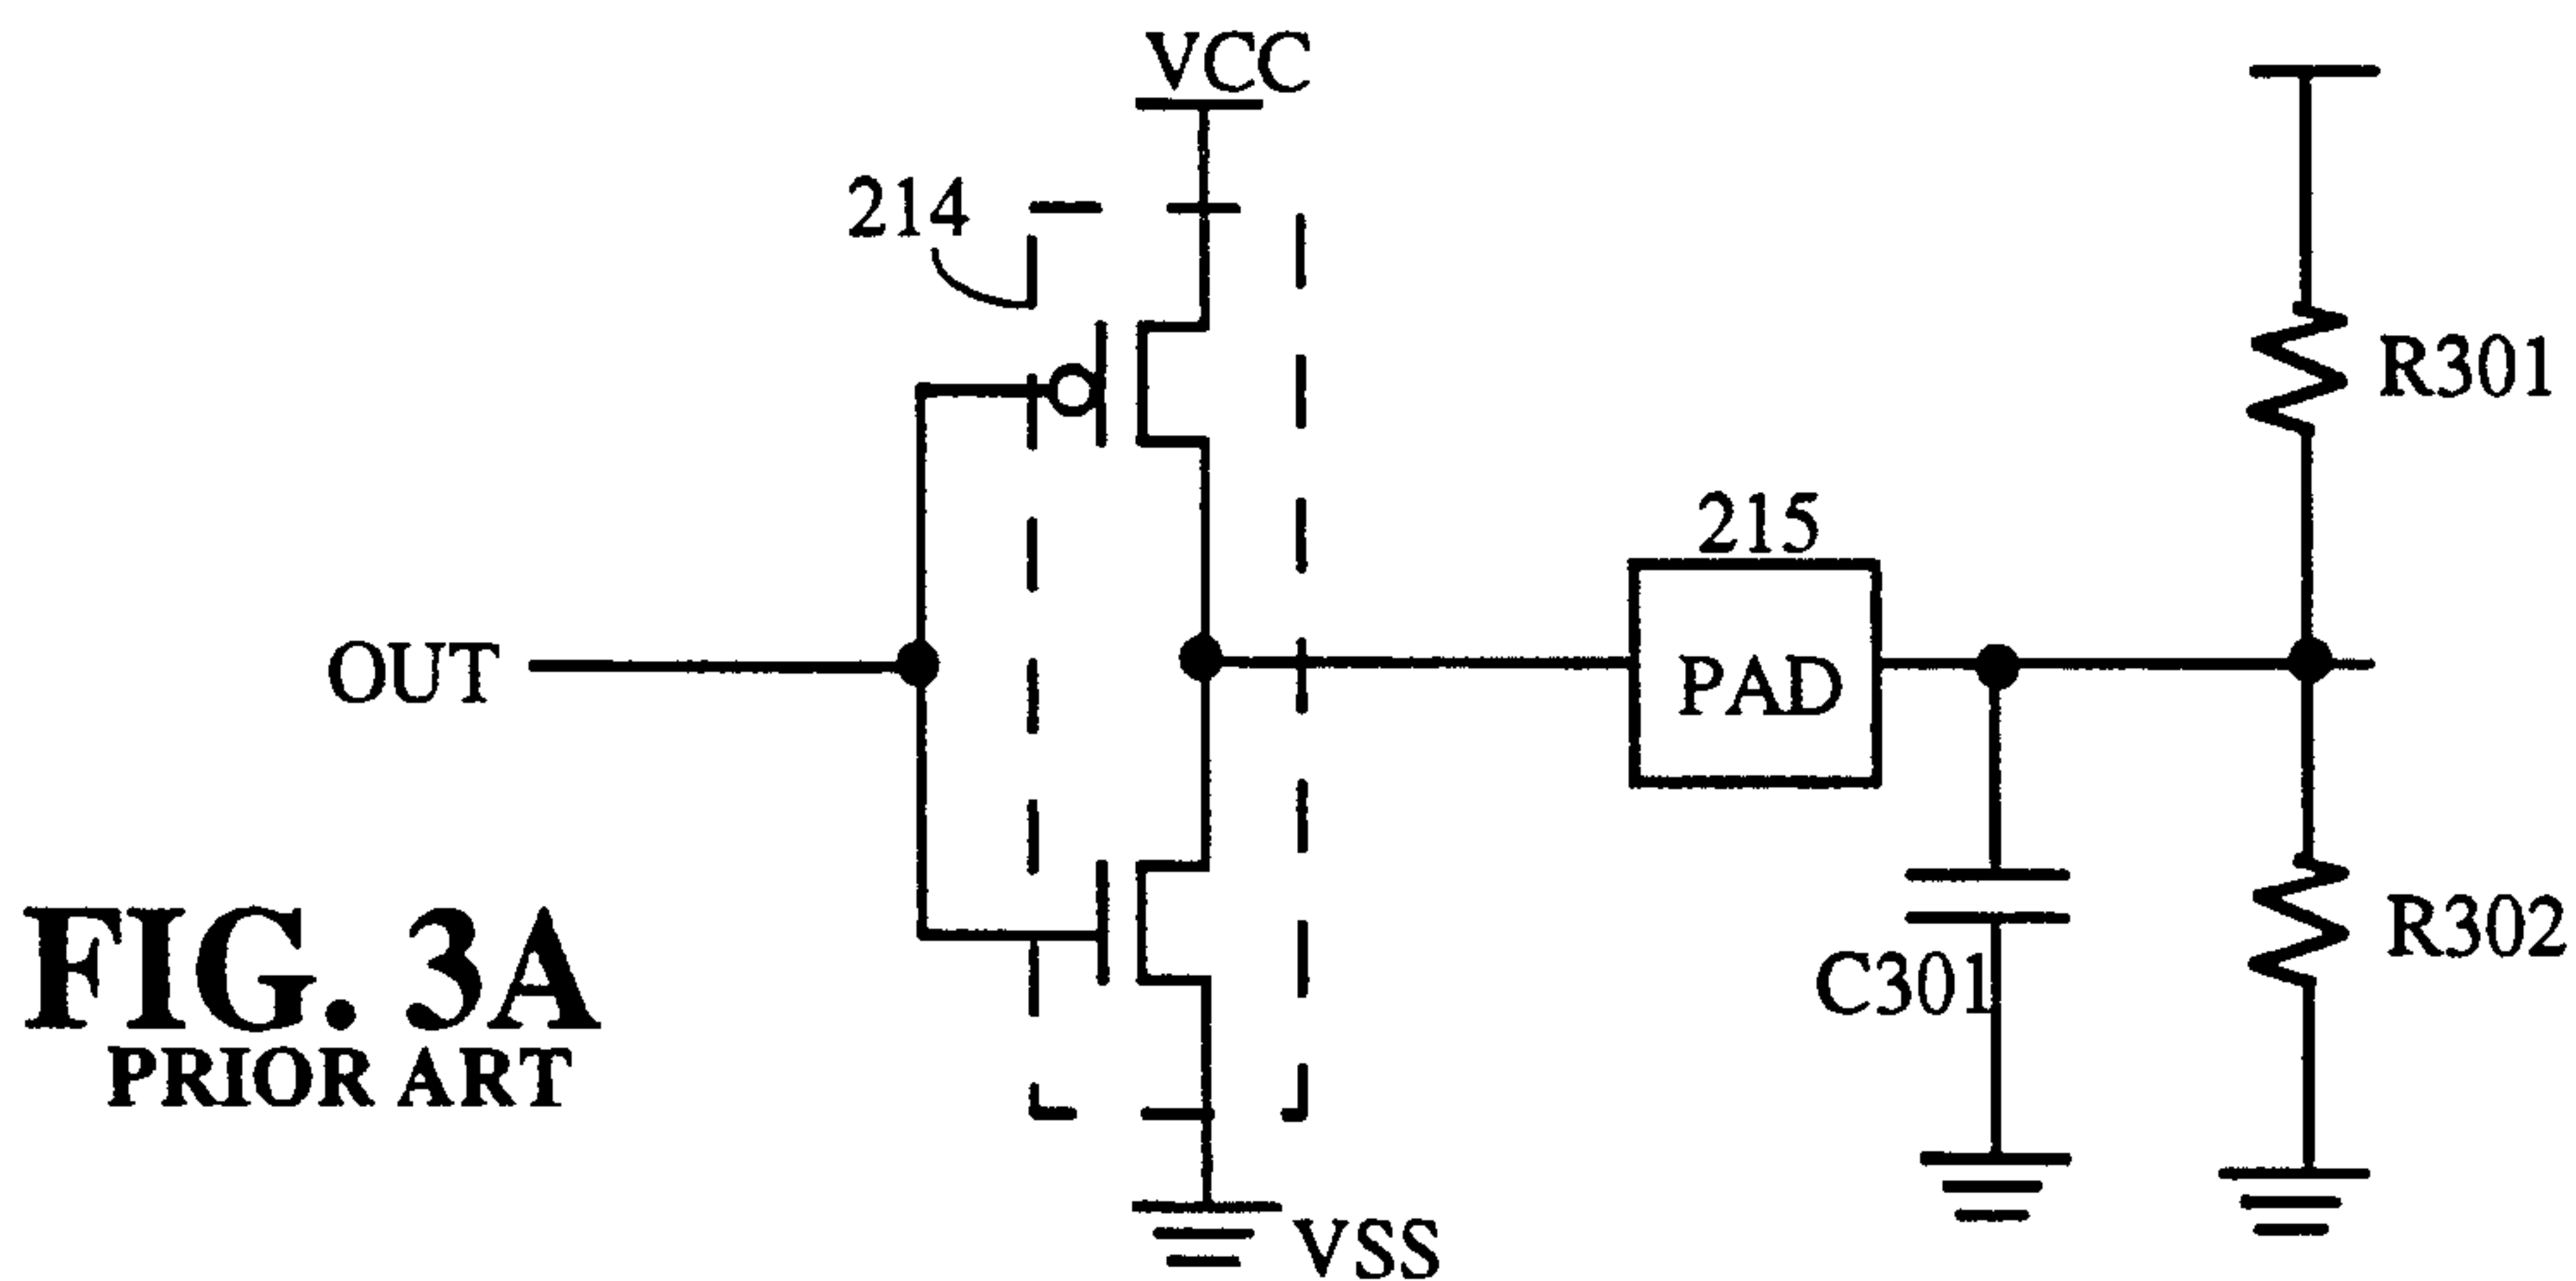 VCC
214
R301
215
PAD
OUT
C301
R302
FIG. 3A
PRIOR ART
VSS